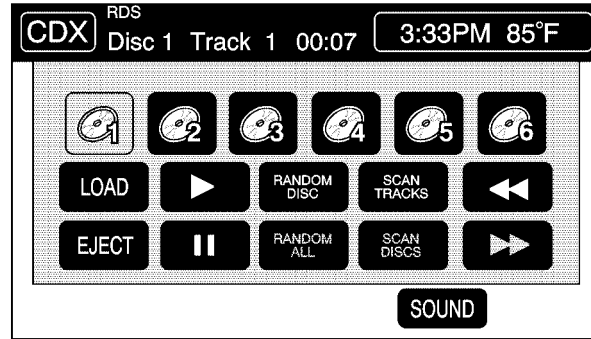 RDS
CDX Disc 1 Track 1 00:07 3:33PM 85°F
1 2 3 4 5 6
LOAD RANDOM DISC SCAN TRACKS
EJECT RANDOM ALL SCAN DISCS
SOUND